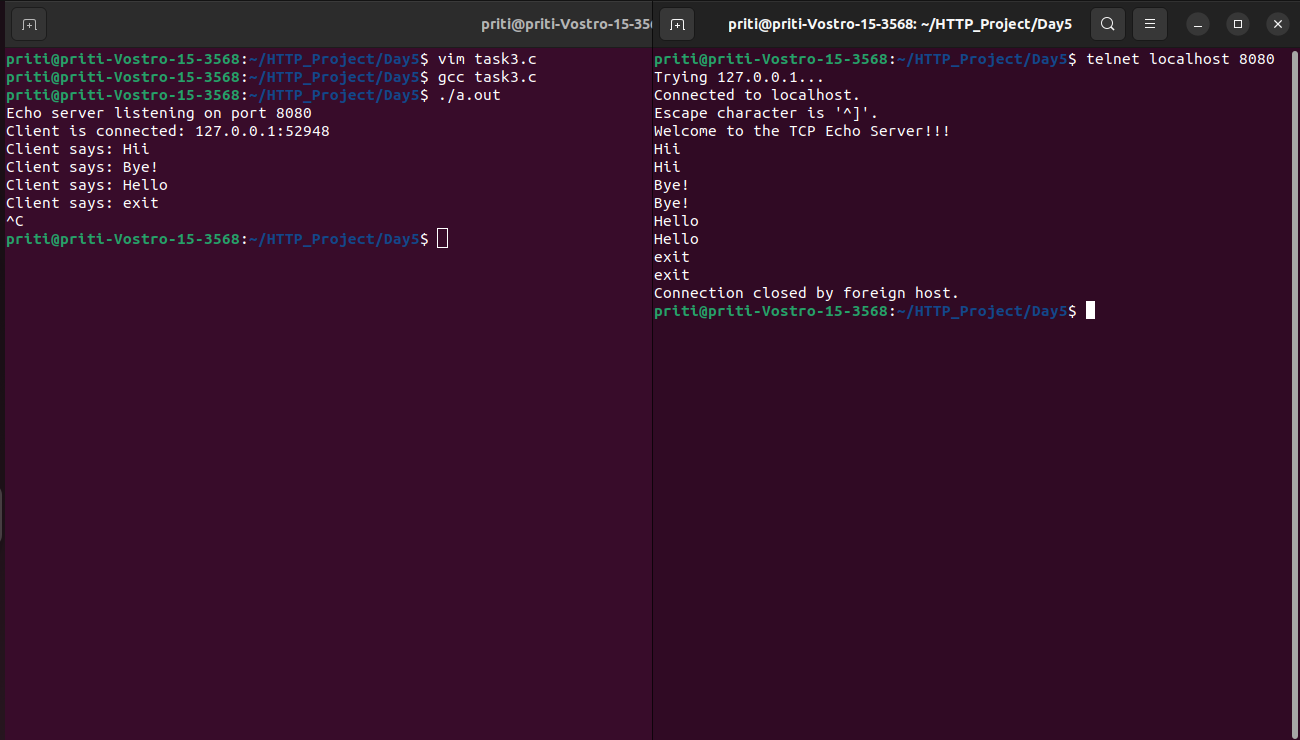 priti@priti-Vostro-15-356
priti@priti-Vostro-15-3568:~/HTTP_Project/Day5$ vim task3.c
priti@priti-Vostro-15-3568:~/HTTP_Project/Day5$ gcc task3.c
priti@priti-Vostro-15-3568:~/HTTP_Project/Day5$ ./a.out
Echo server listening on port 8080
Client is connected: 127.0.0.1:52948
Client says: Hii
Client says: Bye!
Client says: Hello
Client says: exit
^C
priti@priti-Vostro-15-3568:~/HTTP_Project/Day5$
priti@priti-Vostro-15-3568: ~/HTTP_Project/Day5
priti@priti-Vostro-15-3568:~/HTTP_Project/Day5$ telnet localhost 8080
Trying 127.0.0.1...
Connected to localhost.
Escape character is '^]'.
Welcome to the TCP Echo Server!!!
Hii
Hii
Bye!
Bye!
Hello
Hello
exit
exit
Connection closed by foreign host.
priti@priti-Vostro-15-3568:~/HTTP_Project/Day5$